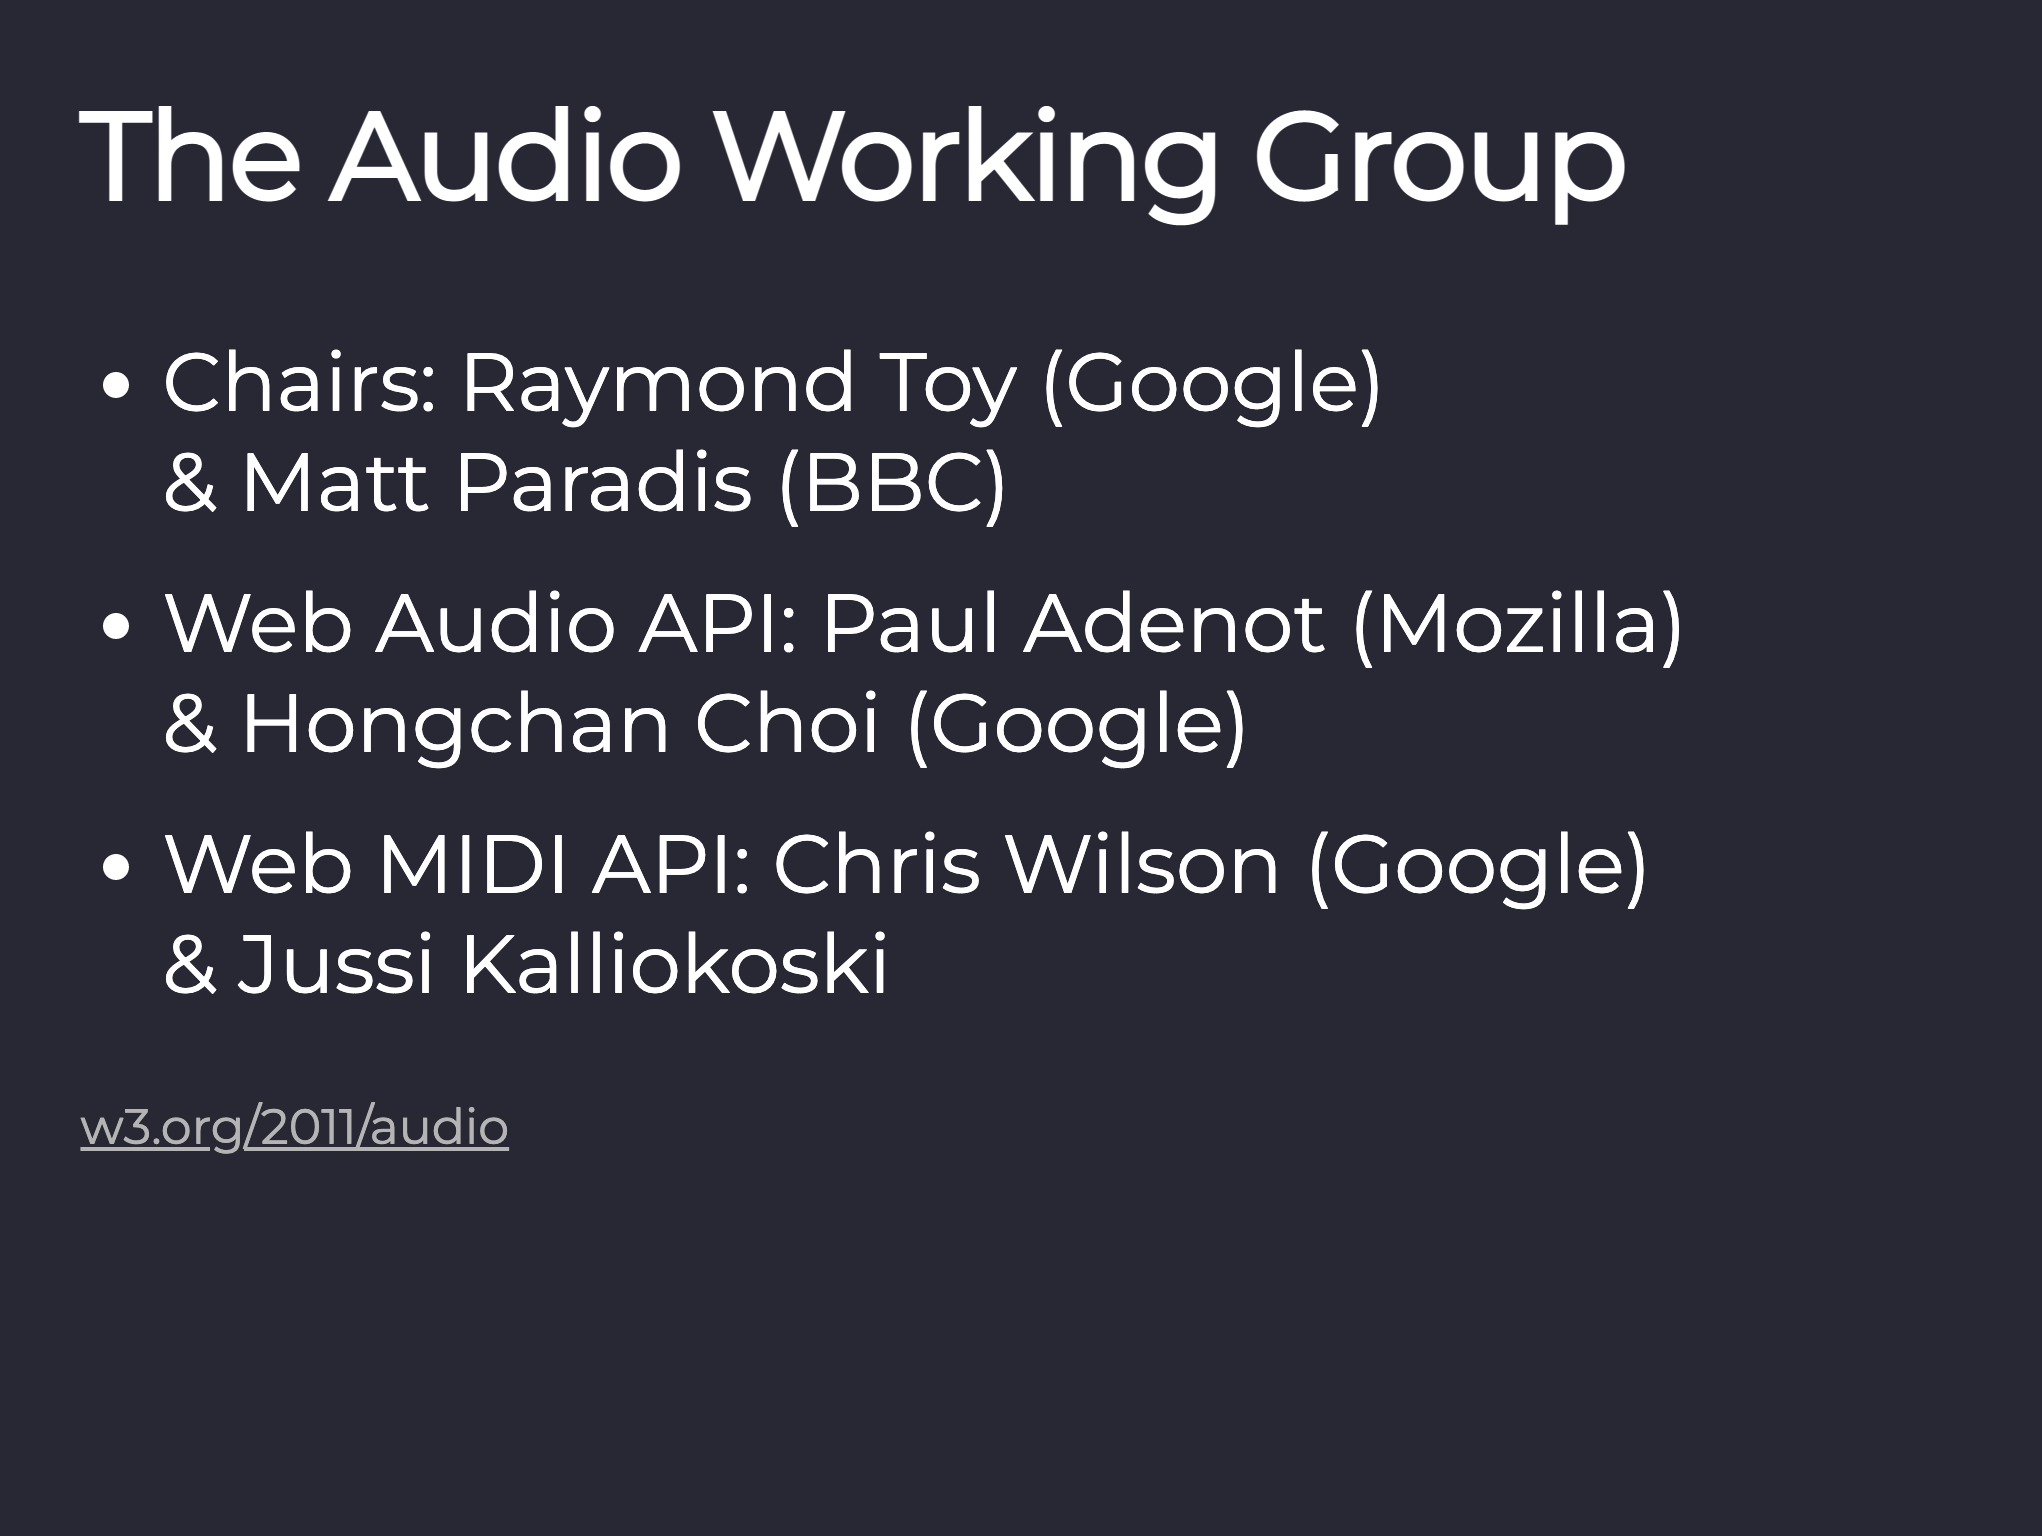 The Audio Working Group
• Chairs: Raymond Toy (Google)
& Matt Paradis (BBC)
• Web Audio API: Paul Adenot (Mozilla)
& Hongchan Choi (Google)
• Web MIDI API: Chris Wilson (Google)
& Jussi Kalliokoski
w3.org/2011/audio